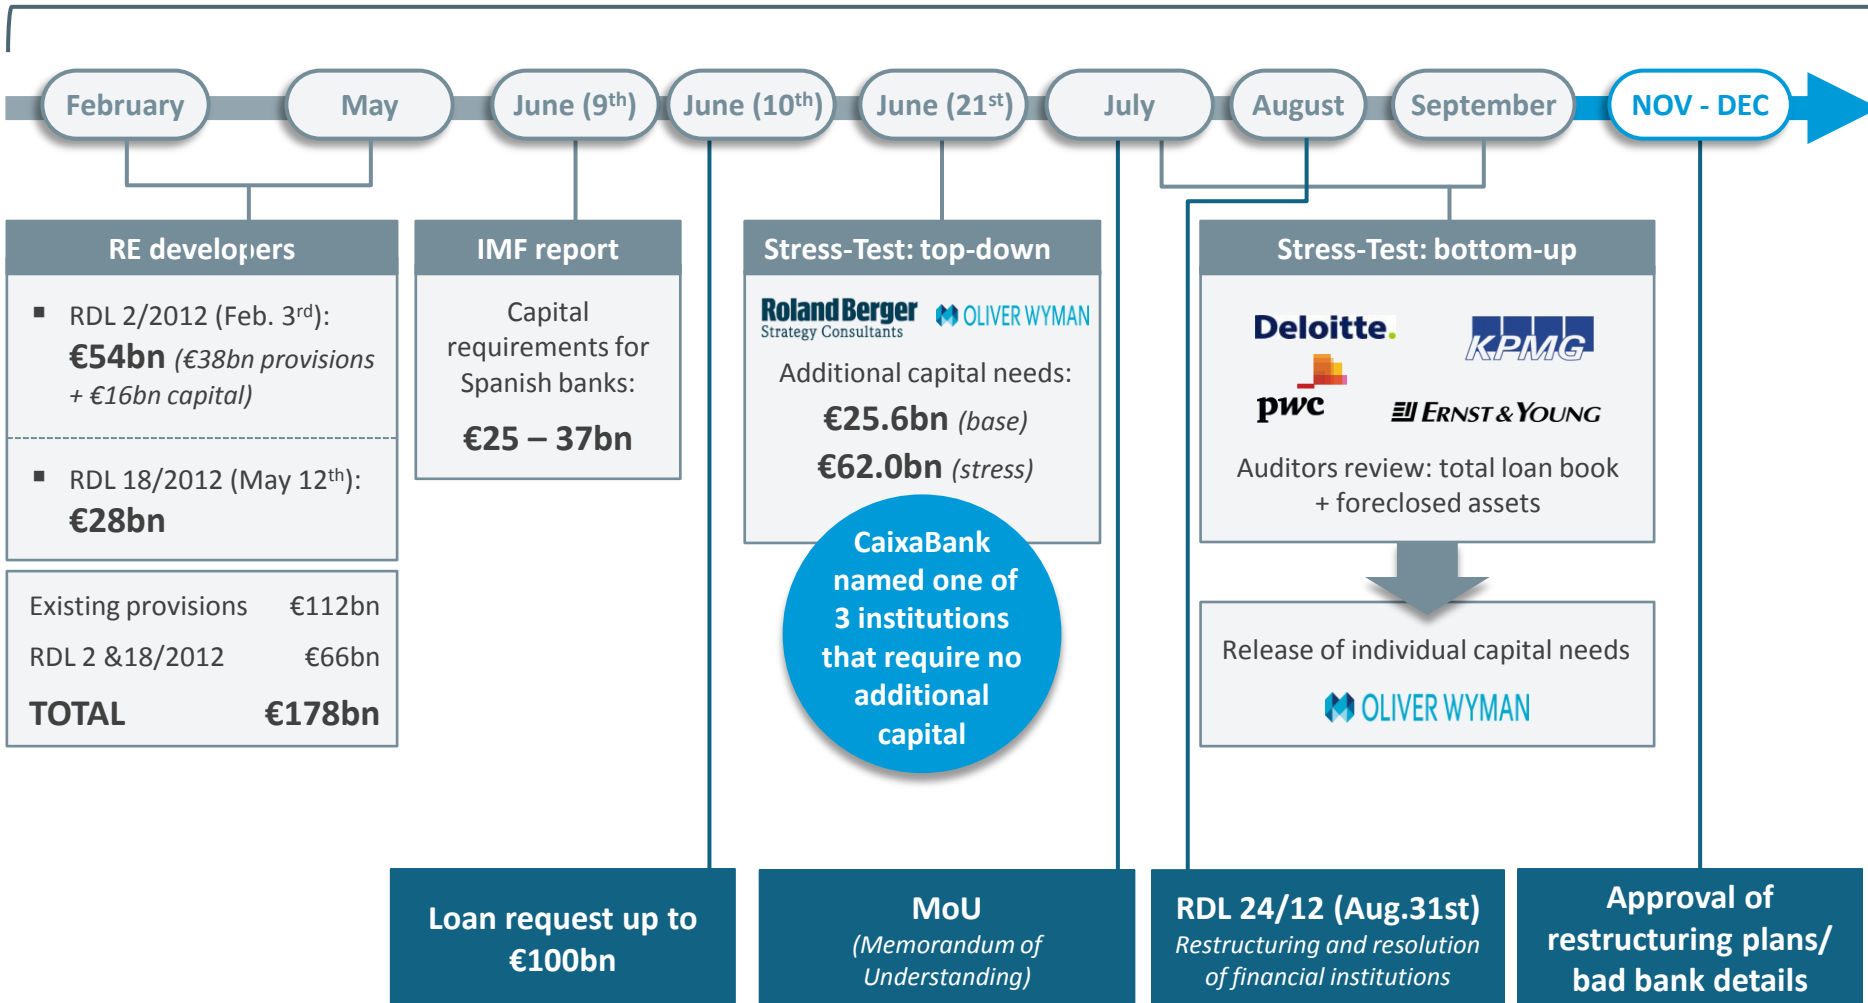 February
May
June (9th)
June (10th)
June (21st)
July
August
September
NOV - DEC
RE developers
▪ RDL 2/2012 (Feb. 3rd):
€54bn (€38bn provisions
+ €16bn capital)
▪ RDL 18/2012 (May 12th):
€28bn
Existing provisions €112bn
RDL 2 &18/2012 €66bn
TOTAL €178bn
IMF report
Capital
requirements for
Spanish banks:
€25 – 37bn
Stress-Test: top-down
Roland Berger
Strategy Consultants
OLIVER WYMAN
Additional capital needs:
€25.6bn (base)
€62.0bn (stress)
CaixaBank
named one of
3 institutions
that require no
additional
capital
Stress-Test: bottom-up
Deloitte.
KPMG
pwc
ERNST & YOUNG
Auditors review: total loan book
+ foreclosed assets
Release of individual capital needs
OLIVER WYMAN
Loan request up to
€100bn
MoU
(Memorandum of
Understanding)
RDL 24/12 (Aug.31st)
Restructuring and resolution
of financial institutions
Approval of
restructuring plans/
bad bank details